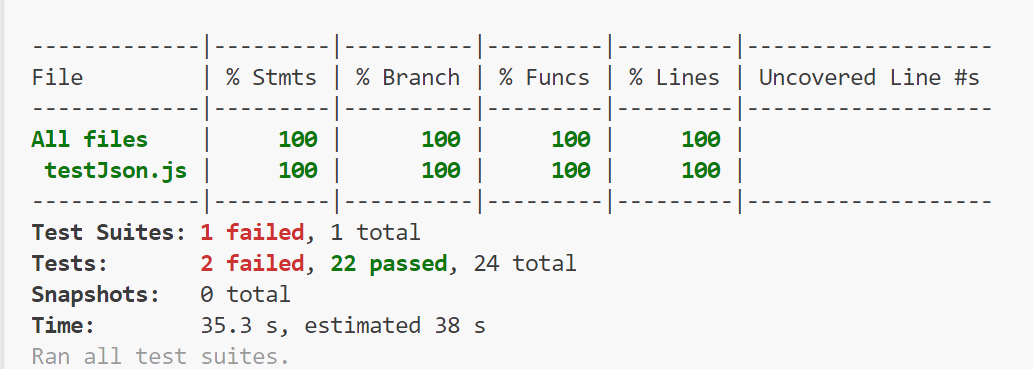 -------------|---------|----------|---------|---------|-------------------
File         | % Stmts | % Branch | % Funcs | % Lines | Uncovered Line #s
-------------|---------|----------|---------|---------|-------------------
All files    |     100 |      100 |     100 |     100 |
 testJson.js |     100 |      100 |     100 |     100 |
-------------|---------|----------|---------|---------|-------------------
Test Suites: 1 failed, 1 total
Tests:       2 failed, 22 passed, 24 total
Snapshots:   0 total
Time:        35.3 s, estimated 38 s
Ran all test suites.